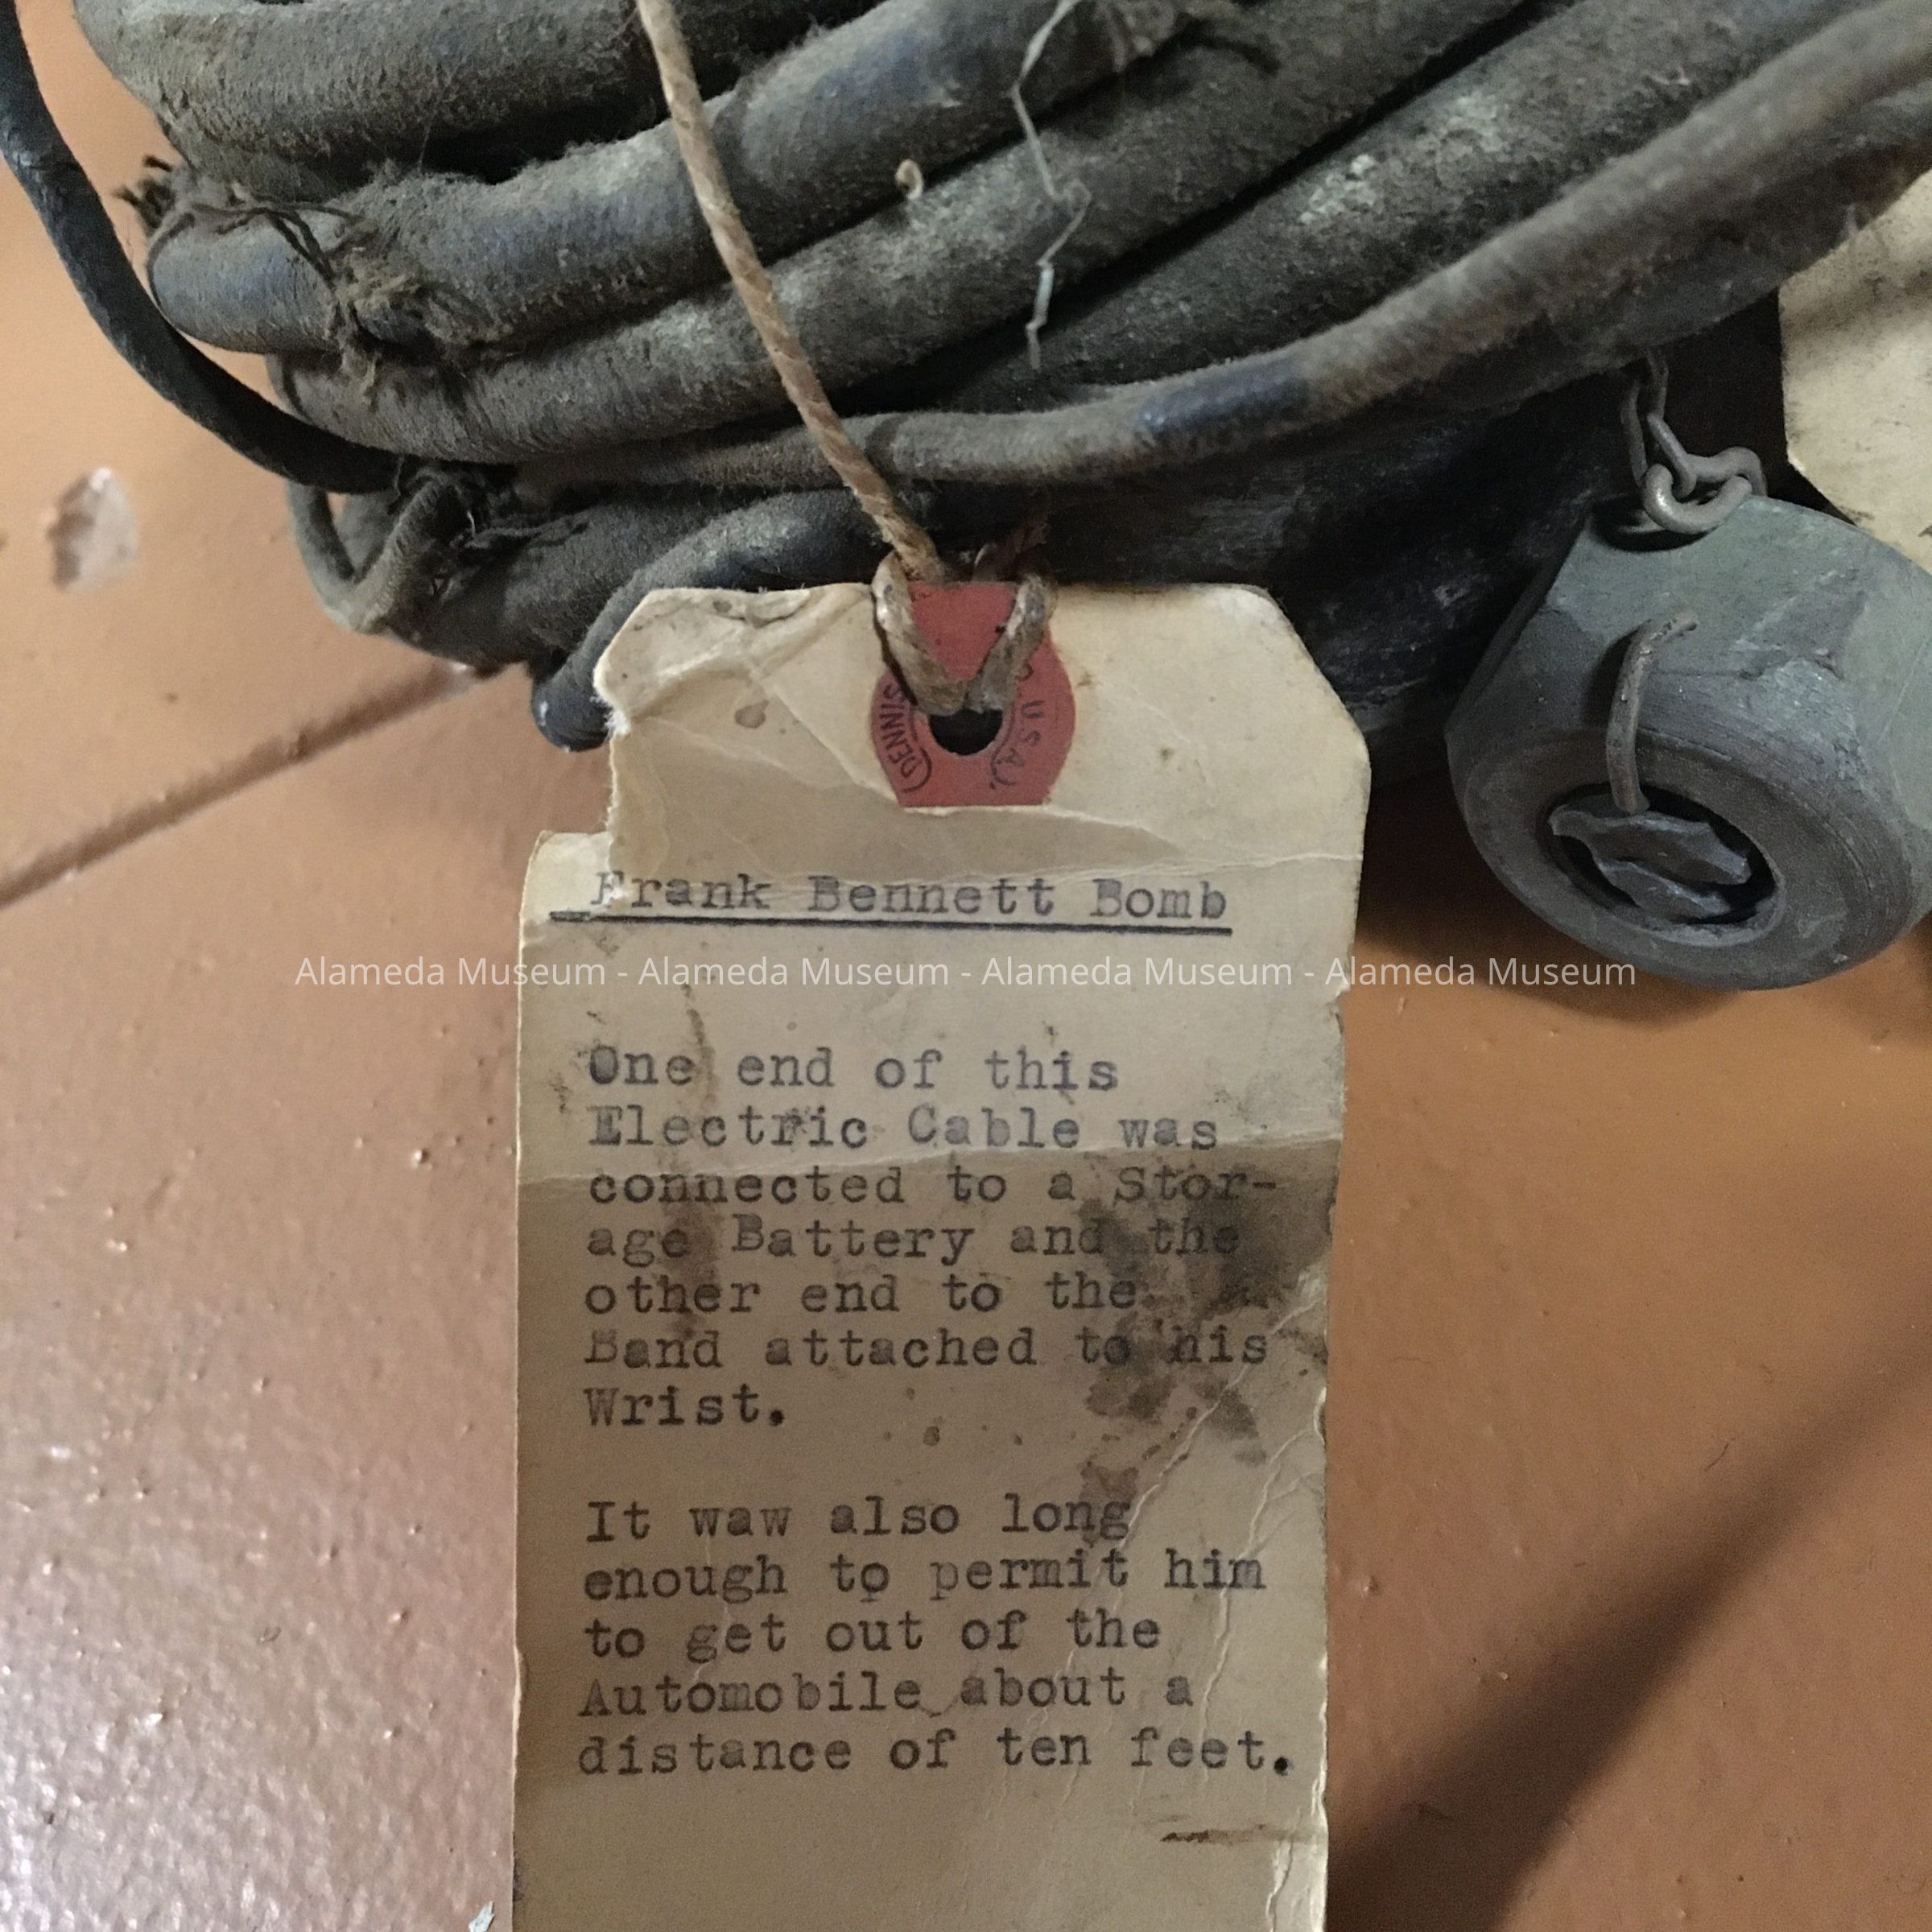 (DENNIS
U.S.A.).
Frank Bennett Bomb
Alameda Museum - Alameda Museum - Alameda Museum - Alameda Museum
One end of this
Electric Cable was
connected to a Stor-
age Battery and the
other end to the
Band attached to his
Wrist.
It waw also long
enough to permit him
to get out of the
Automobile about a
distance of ten feet.